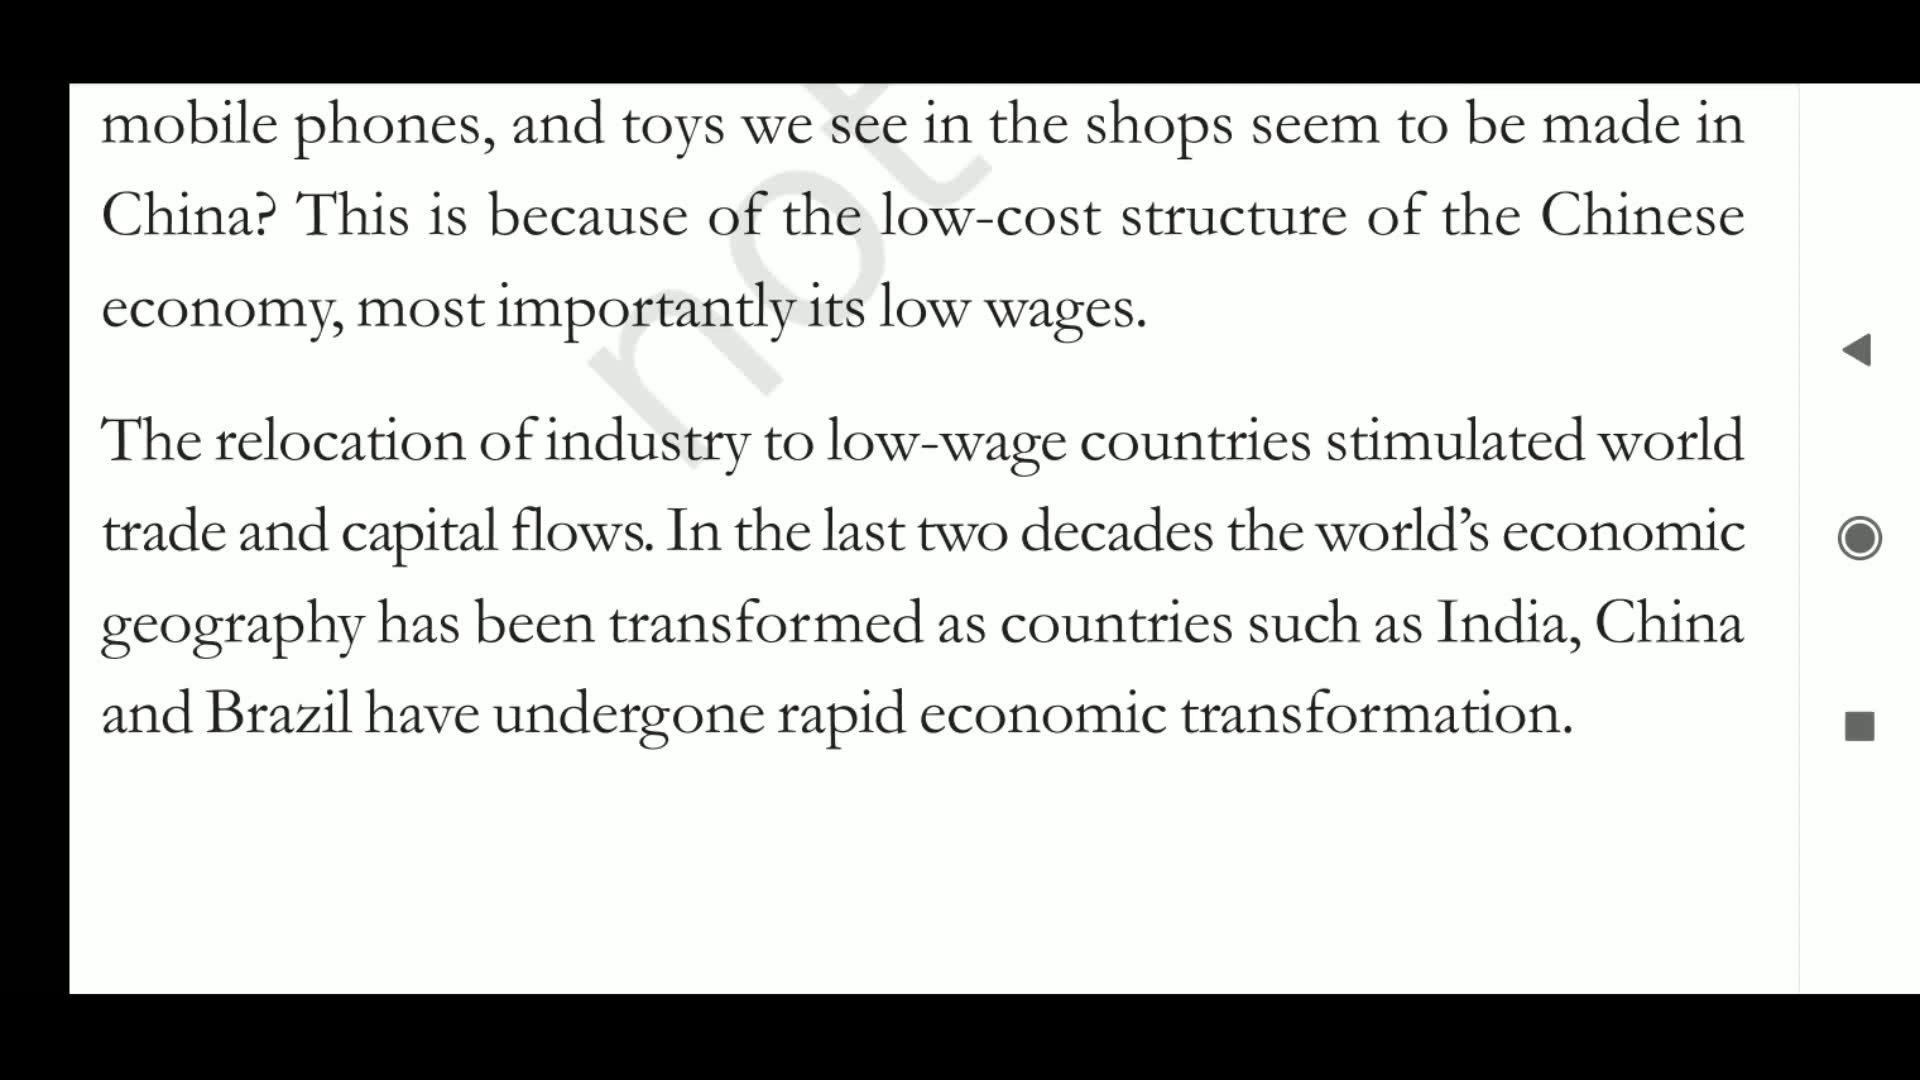 mobile phones, and toys we see in the shops seem to be made in
China? This is because of the low-cost structure of the Chinese
economy, most importantly its low wages.
The relocation of industry to low-wage countries stimulated world
trade and capital flows. In the last two decades the world’s economic
geography has been transformed as countries such as India, China
and Brazil have undergone rapid economic transformation.
not